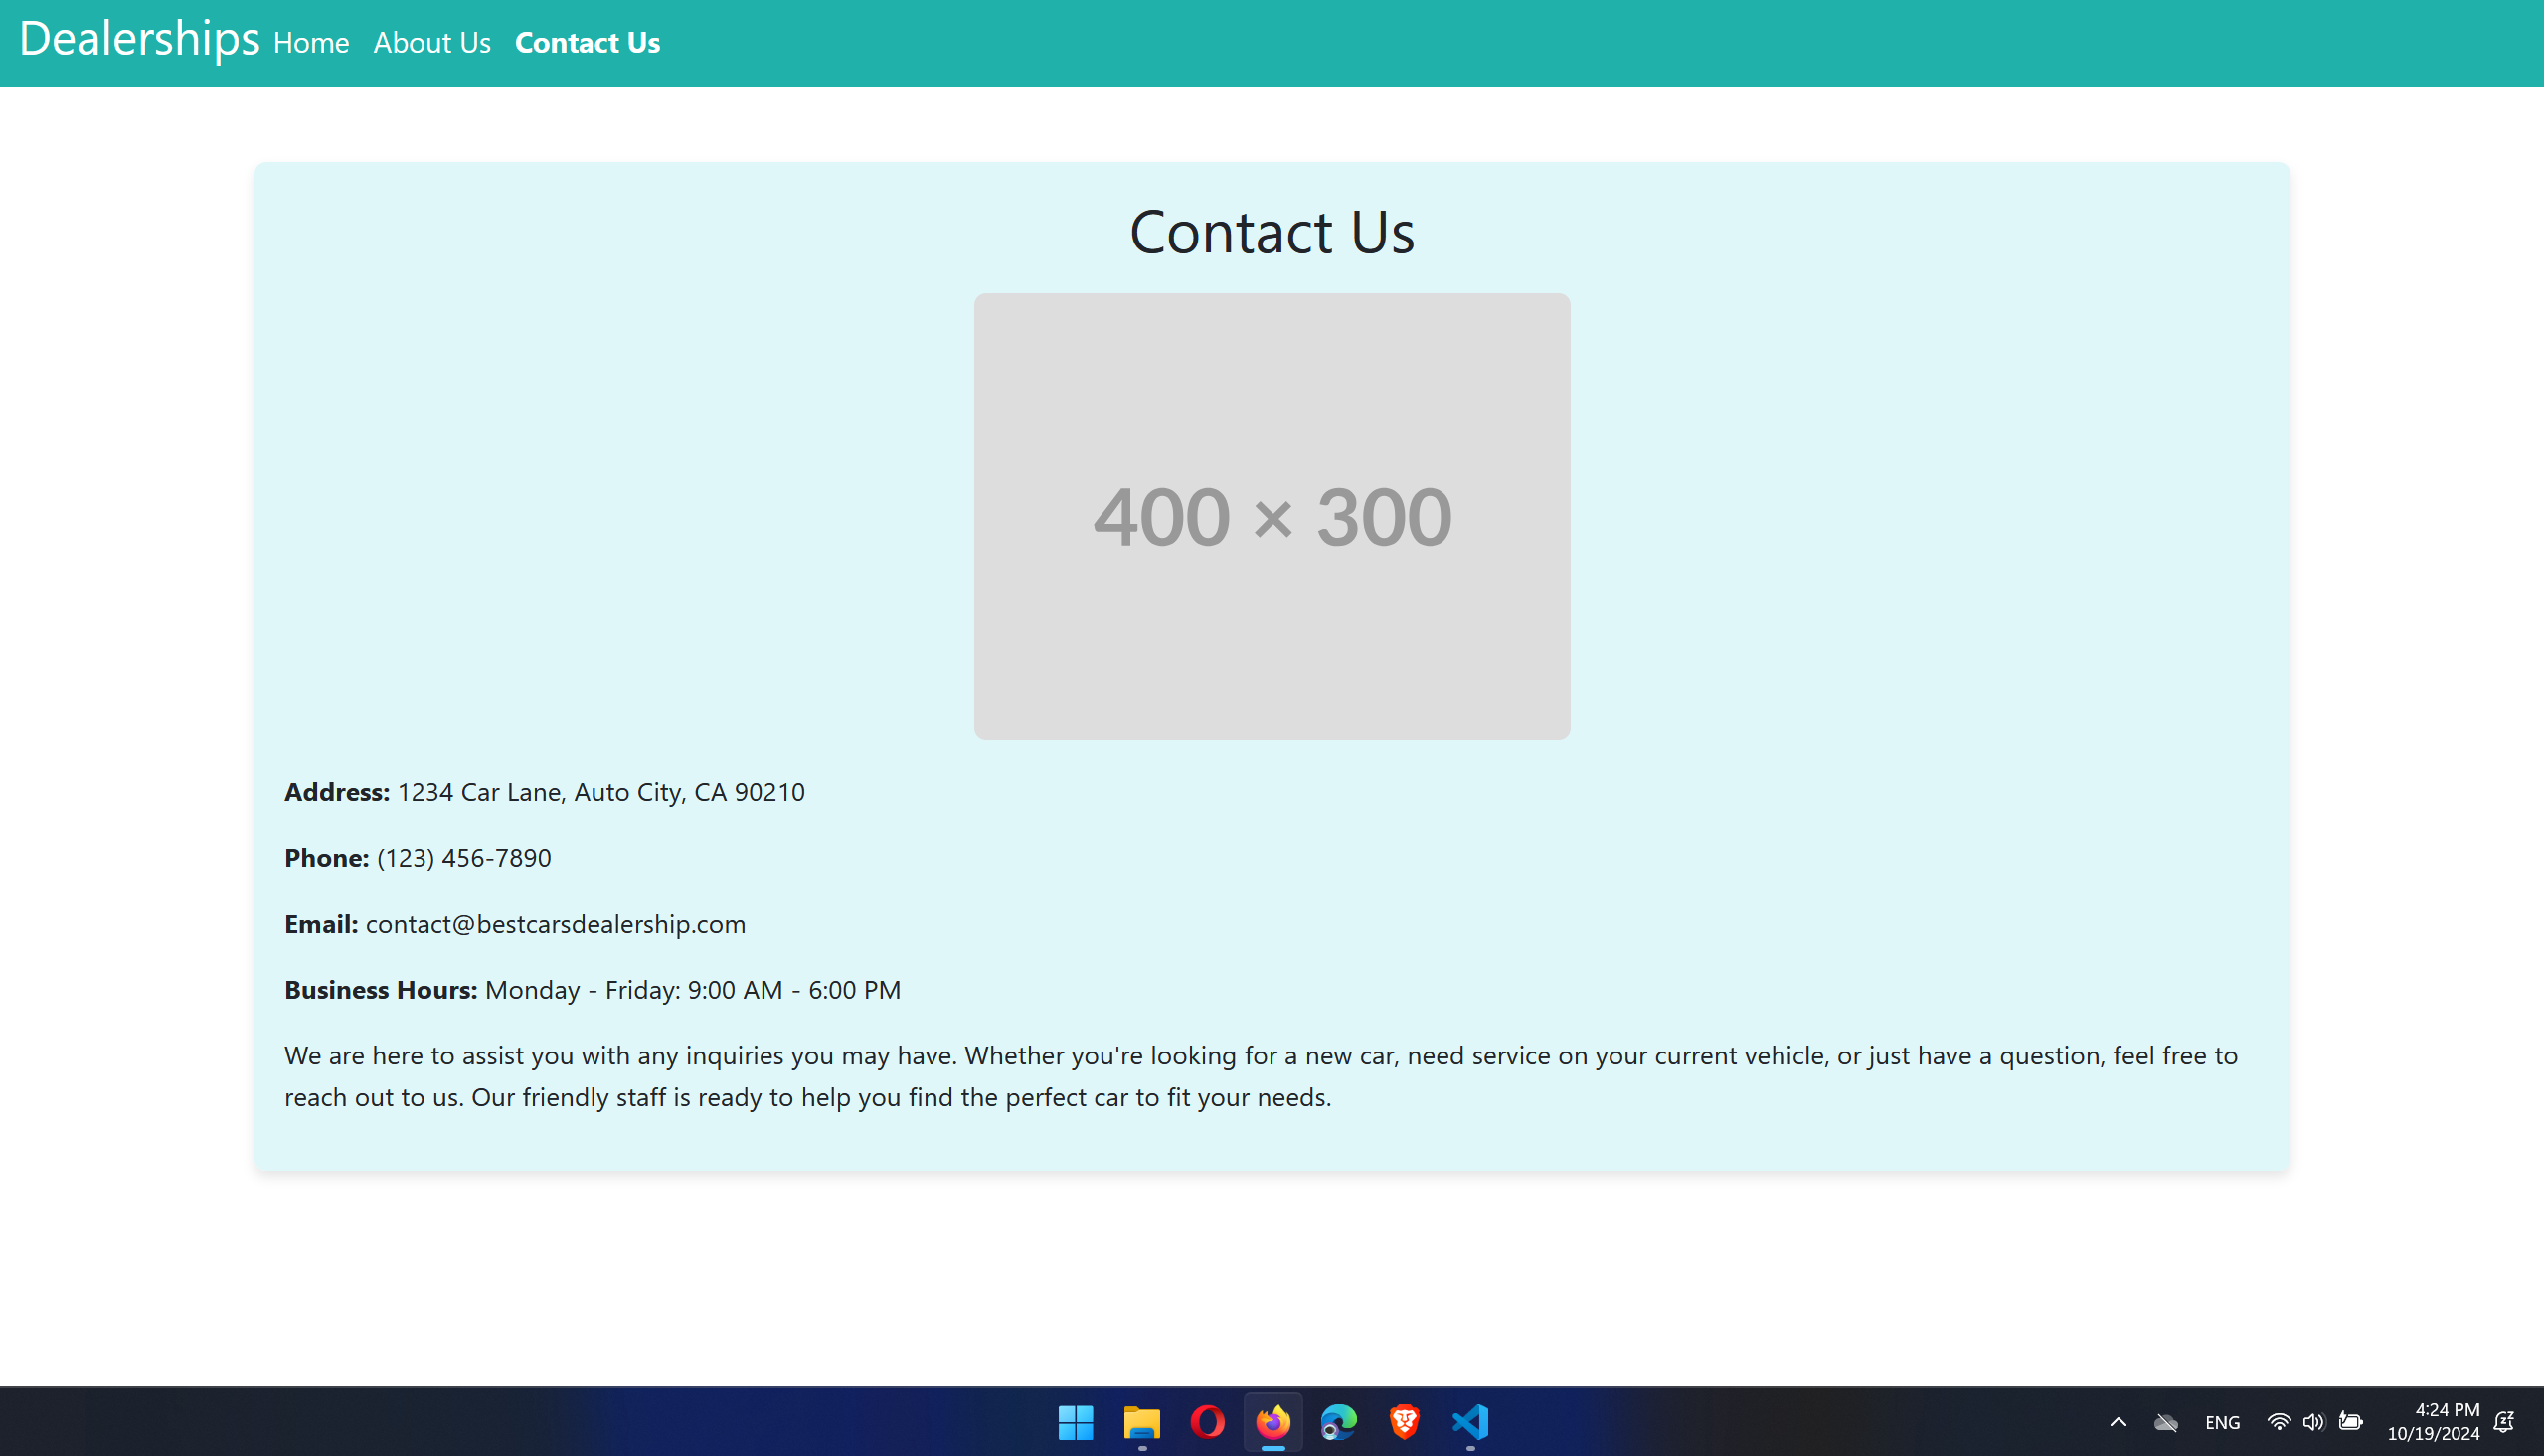 Dealerships Home About Us Contact Us
Contact Us
400 × 300
Address: 1234 Car Lane, Auto City, CA 90210
Phone: (123) 456-7890
Email: contact@bestcarsdealership.com
Business Hours: Monday - Friday: 9:00 AM - 6:00 PM
We are here to assist you with any inquiries you may have. Whether you're looking for a new car, need service on your current vehicle, or just have a question, feel free to
reach out to us. Our friendly staff is ready to help you find the perfect car to fit your needs.
ENG
4:24 PM
10/19/2024